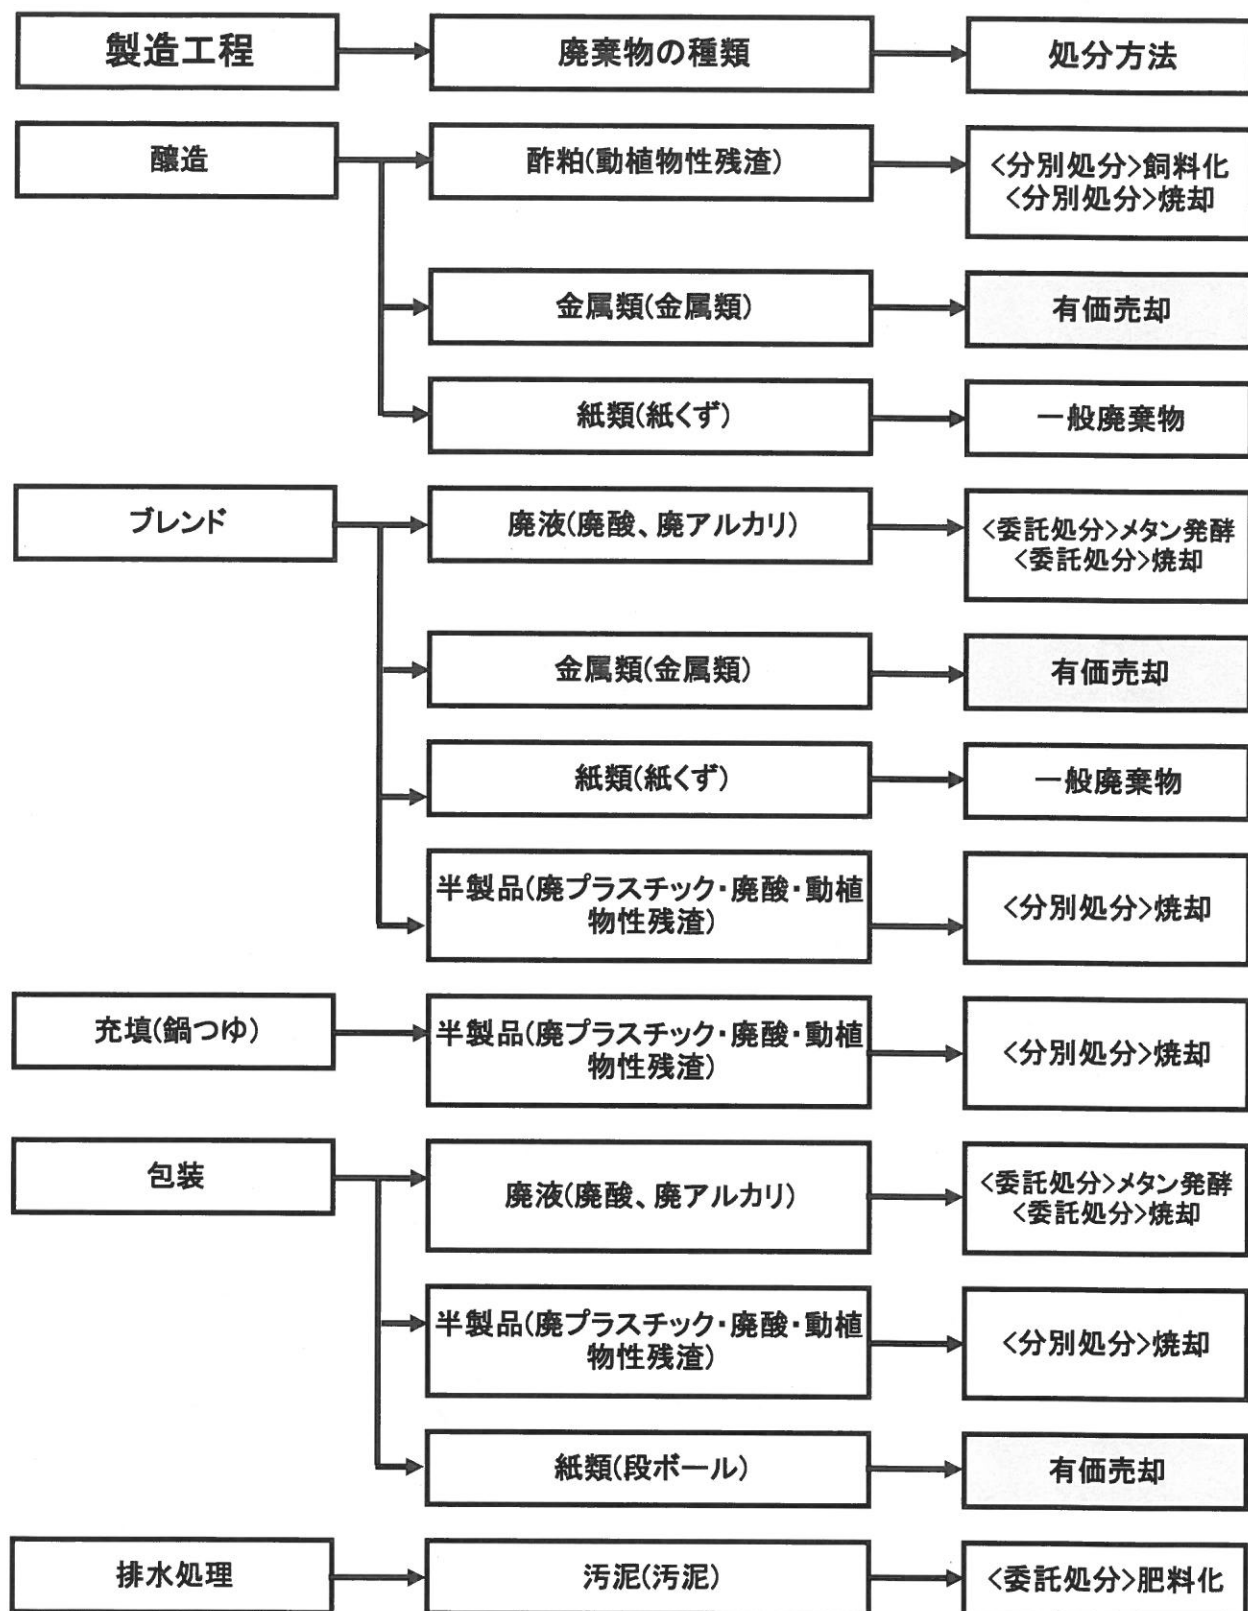 製造工程
廃棄物の種類
処分方法
醸造
酢粕(動植物性残渣)
<分別処分>飼料化
<分別処分>焼却
金属類(金属類)
有価売却
紙類(紙くず)
一般廃棄物
ブレンド
廃液(廃酸、廃アルカリ)
<委託処分>メタン発酵
<委託処分>焼却
金属類(金属類)
有価売却
紙類(紙くず)
一般廃棄物
半製品(廃プラスチック・廃酸・動植
物性残渣)
<分別処分>焼却
充填(鍋つゆ)
半製品(廃プラスチック・廃酸・動植
物性残渣)
<分別処分>焼却
包装
廃液(廃酸、廃アルカリ)
<委託処分>メタン発酵
<委託処分>焼却
半製品(廃プラスチック・廃酸・動植
物性残渣)
<分別処分>焼却
紙類(段ボール)
有価売却
排水処理
汚泥(汚泥)
<委託処分>肥料化